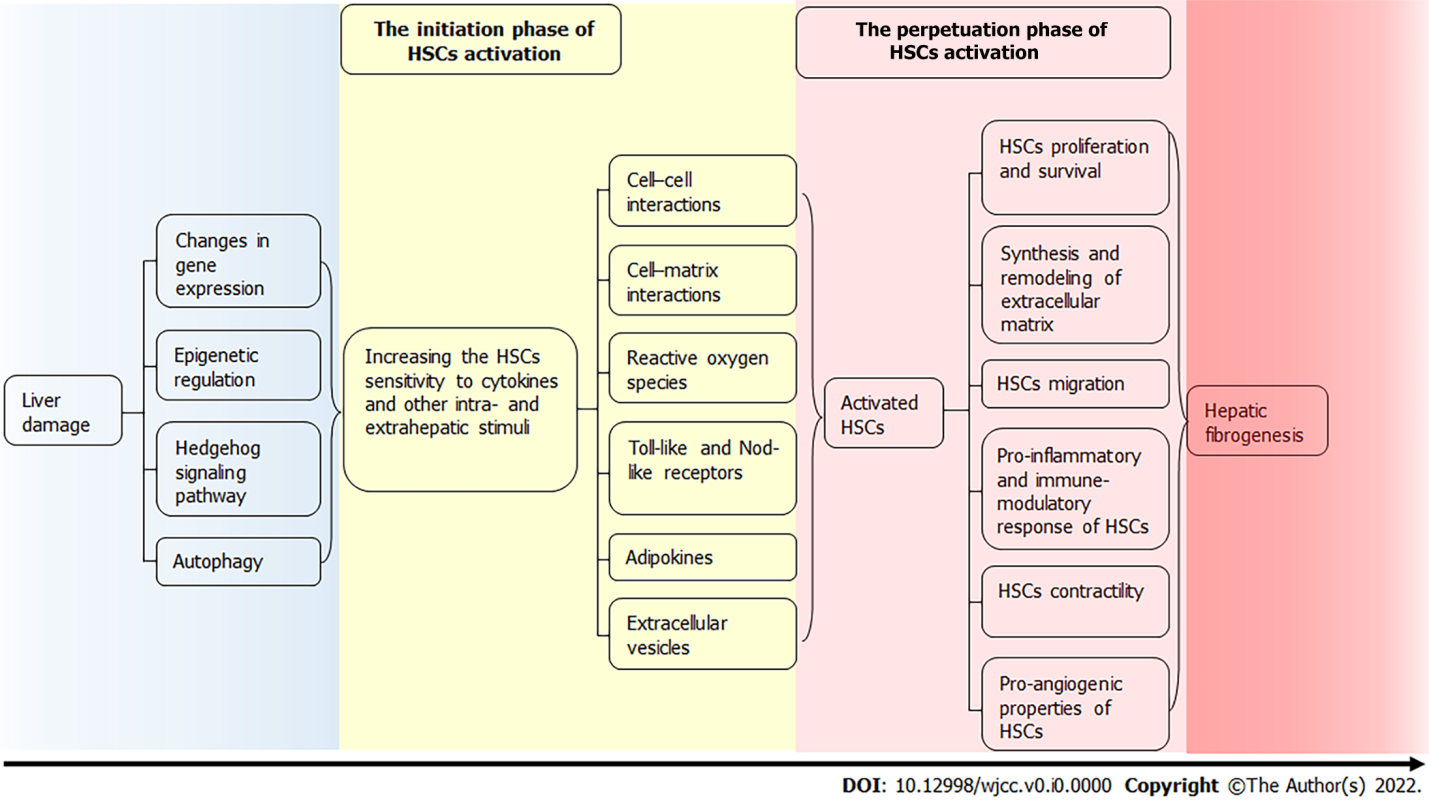 The initiation phase of
HSCs activation
The perpetuation phase of
HSCs activation
Liver
damage
Changes in
gene
expression
Epigenetic
regulation
Hedgehog
signaling
pathway
Autophagy
Increasing the HSCs
sensitivity to cytokines
and other intra- and
extrahepatic stimuli
Cell–cell
interactions
Cell–matrix
interactions
Reactive oxygen
species
Toll-like and Nod-
like receptors
Adipokines
Extracellular
vesicles
Activated
HSCs
HSCs proliferation
and survival
Synthesis and
remodeling of
extracellular
matrix
HSCs migration
Pro-inflammatory
and immune-
modulatory
response of HSCs
HSCs contractility
Pro-angiogenic
properties of
HSCs
Hepatic
fibrogenesis
DOI: 10.12998/wjcc.v0.i0.0000 Copyright ©The Author(s) 2022.